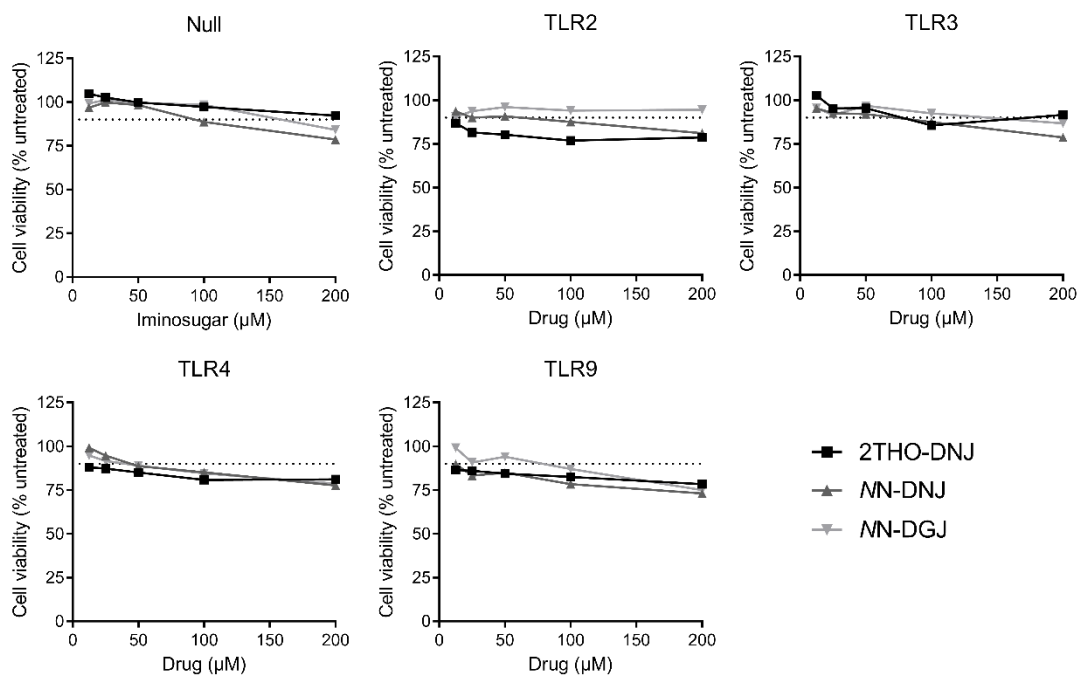 Null
Cell viability (% untreated)
125
100
75
50
25
0
0 50 100 150 200
Iminosugar (µM)
TLR2
Cell viability (% untreated)
125
100
75
50
25
0
0 50 100 150 200
Drug (µM)
TLR3
Cell viability (% untreated)
125
100
75
50
25
0
0 50 100 150 200
Drug (µM)
TLR4
Cell viability (% untreated)
125
100
75
50
25
0
0 50 100 150 200
Drug (µM)
TLR9
Cell viability (% untreated)
125
100
75
50
25
0
0 50 100 150 200
Drug (µM)
2THO-DNJ
NN-DNJ
NN-DGJ